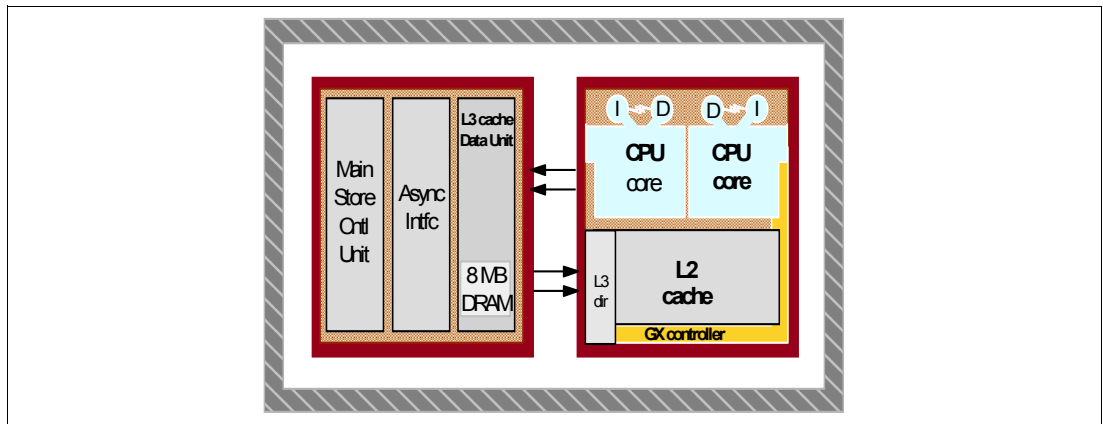 Main
Store
Cntl
Unit
Async
Intfc
L3 cache
Data Unit
8 MB
DRAM
I D
D I
CPU
core
CPU
core
L3
dir
L2
cache
GX controller